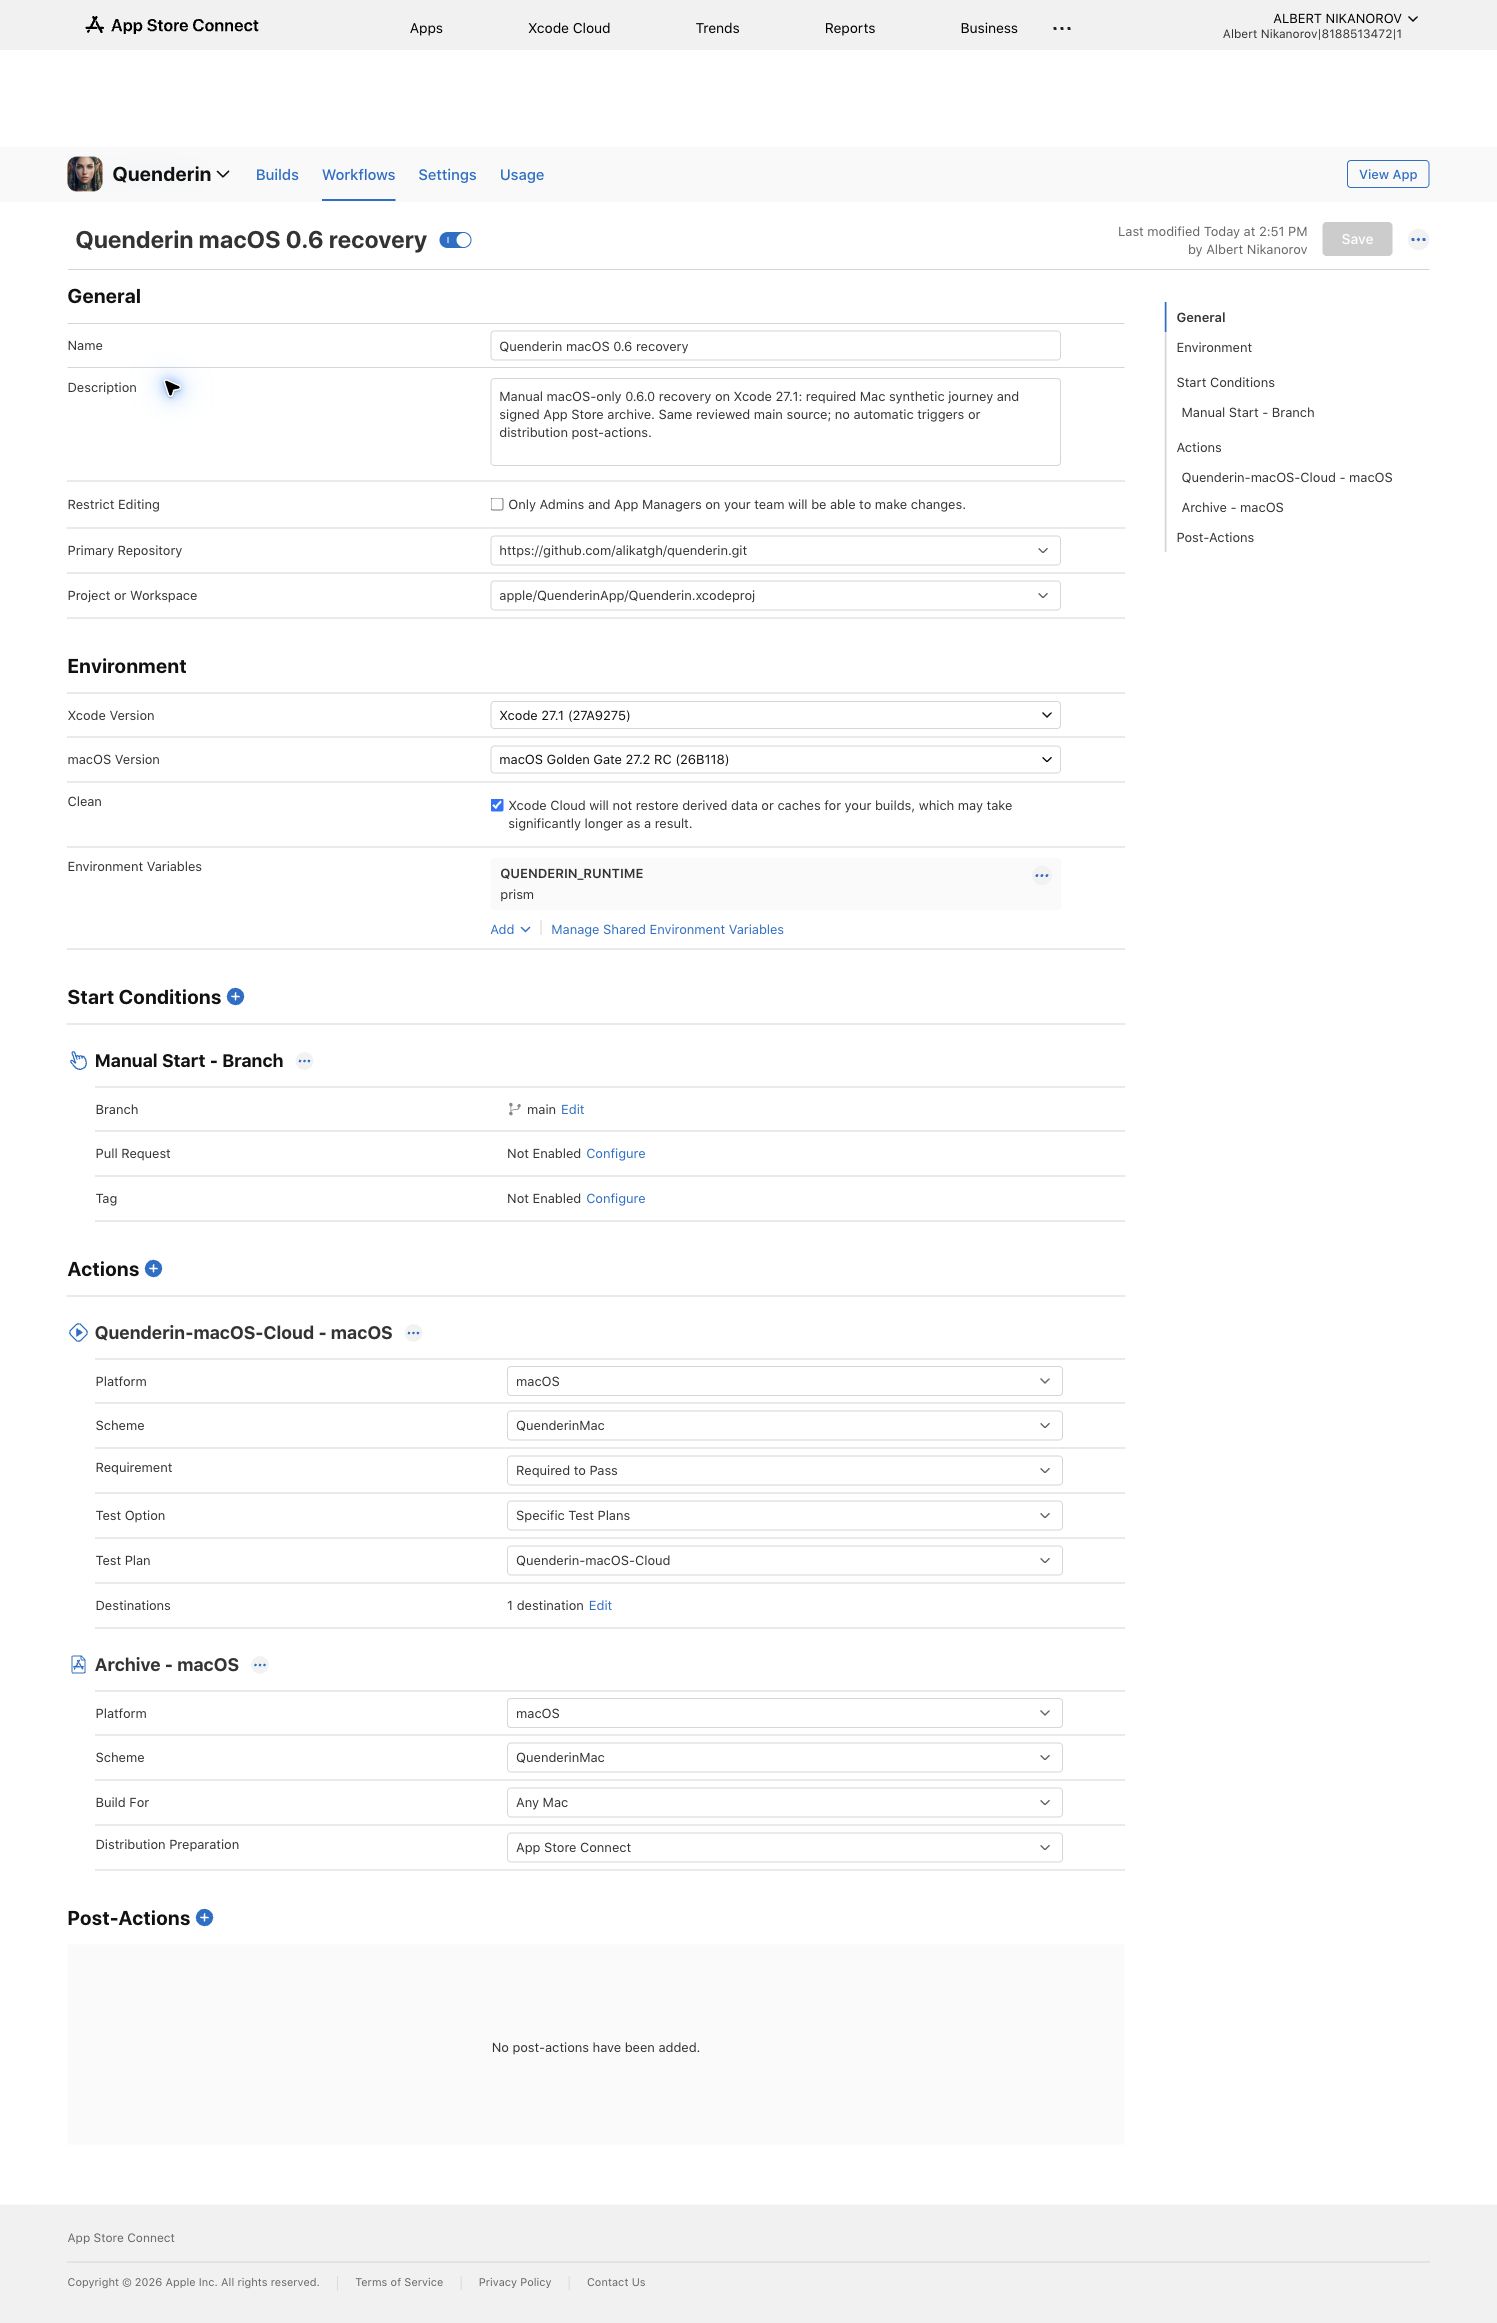 App Store Connect
Apps
Xcode Cloud
Trends
Reports
Business
ALBERT NIKANOROV
Albert Nikanorov|8188513472|1
Quenderin
Builds
Workflows
Settings
Usage
View App
Quenderin macOS 0.6 recovery
Last modified Today at 2:51 PM
by Albert Nikanorov
Save
General
Name
Quenderin macOS 0.6 recovery
Description
Manual macOS-only 0.6.0 recovery on Xcode 27.1: required Mac synthetic journey and
signed App Store archive. Same reviewed main source; no automatic triggers or
distribution post-actions.
Restrict Editing
Only Admins and App Managers on your team will be able to make changes.
Primary Repository
https://github.com/alikatgh/quenderin.git
Project or Workspace
apple/QuenderinApp/Quenderin.xcodeproj
General
Environment
Start Conditions
Manual Start - Branch
Actions
Quenderin-macOS-Cloud - macOS
Archive - macOS
Post-Actions
Environment
Xcode Version
Xcode 27.1 (27A9275)
macOS Version
macOS Golden Gate 27.2 RC (26B118)
Clean
Xcode Cloud will not restore derived data or caches for your builds, which may take
significantly longer as a result.
Environment Variables
QUENDERIN_RUNTIME
prism
Add
Manage Shared Environment Variables
Start Conditions
Manual Start - Branch
Branch
main Edit
Pull Request
Not Enabled Configure
Tag
Not Enabled Configure
Actions
Quenderin-macOS-Cloud - macOS
Platform
macOS
Scheme
QuenderinMac
Requirement
Required to Pass
Test Option
Specific Test Plans
Test Plan
Quenderin-macOS-Cloud
Destinations
1 destination Edit
Archive - macOS
Platform
macOS
Scheme
QuenderinMac
Build For
Any Mac
Distribution Preparation
App Store Connect
Post-Actions
No post-actions have been added.
App Store Connect
Copyright © 2026 Apple Inc. All rights reserved.
Terms of Service
Privacy Policy
Contact Us